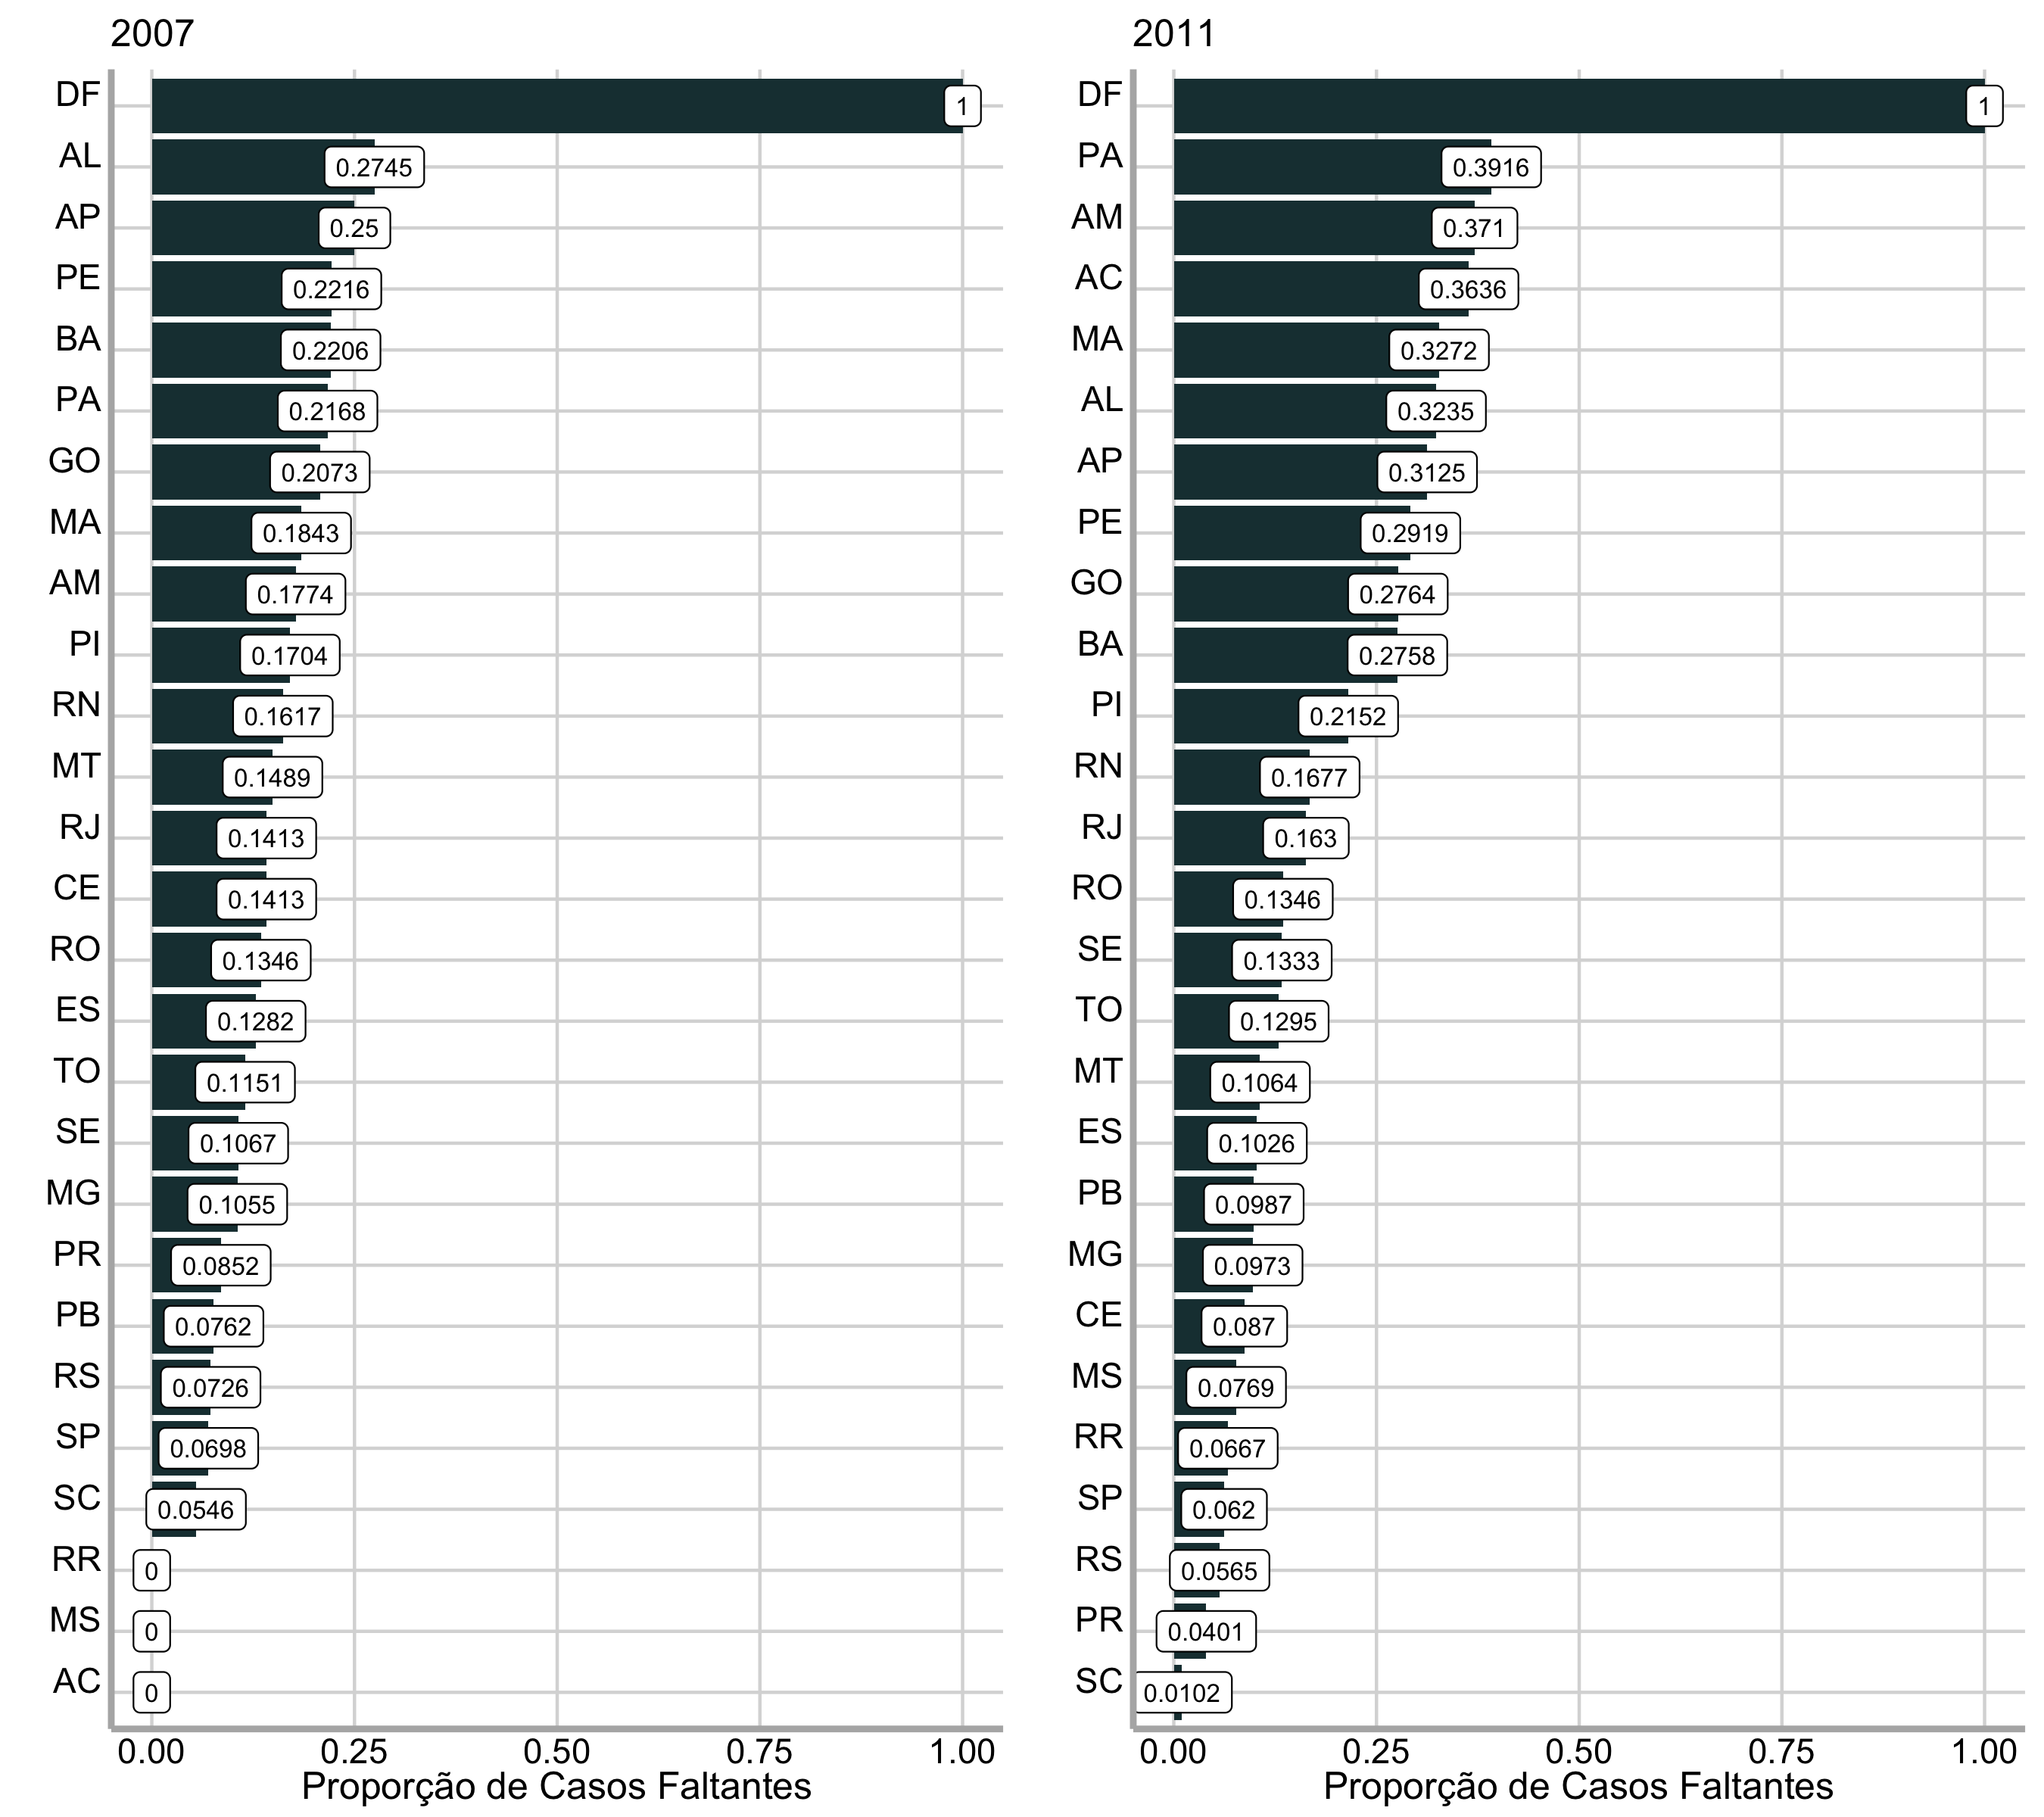 2007
DF 1
AL 0.2745
AP 0.25
PE 0.2216
BA 0.2206
PA 0.2168
GO 0.2073
MA 0.1843
AM 0.1774
PI 0.1704
RN 0.1617
MT 0.1489
RJ 0.1413
CE 0.1413
RO 0.1346
ES 0.1282
TO 0.1151
SE 0.1067
MG 0.1055
PR 0.0852
PB 0.0762
RS 0.0726
SP 0.0698
SC 0.0546
RR 0
MS 0
AC 0
0.00 0.25 0.50 0.75 1.00
Proporção de Casos Faltantes
2011
DF 1
PA 0.3916
AM 0.371
AC 0.3636
MA 0.3272
AL 0.3235
AP 0.3125
PE 0.2919
GO 0.2764
BA 0.2758
PI 0.2152
RN 0.1677
RJ 0.163
RO 0.1346
SE 0.1333
TO 0.1295
MT 0.1064
ES 0.1026
PB 0.0987
MG 0.0973
CE 0.087
MS 0.0769
RR 0.0667
SP 0.062
RS 0.0565
PR 0.0401
SC 0.0102
0.00 0.25 0.50 0.75 1.00
Proporção de Casos Faltantes